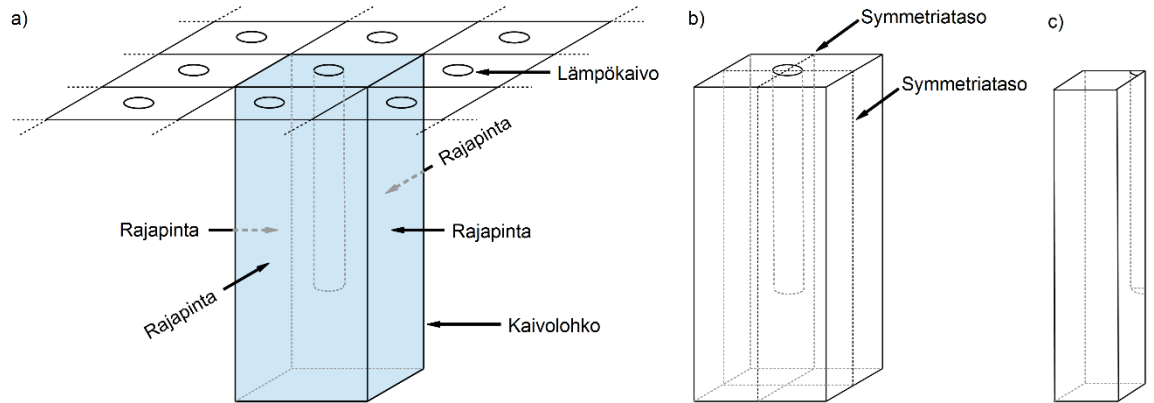 a)
Lämpökaivo
Rajapinta
Rajapinta
Rajapinta
Rajapinta
Kaivolohko
b)
Symmetriataso
Symmetriataso
c)